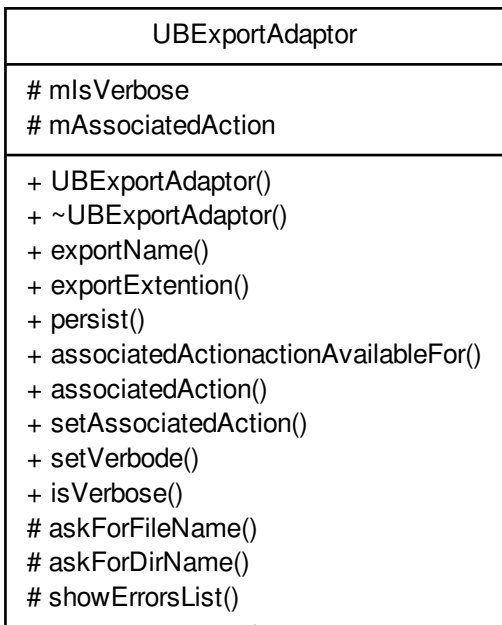 UBExportAdaptor
# mIsVerbose
# mAssociatedAction
+ UBExportAdaptor()
+ ~UBExportAdaptor()
+ exportName()
+ exportExtention()
+ persist()
+ associatedActionactionAvailableFor()
+ associatedAction()
+ setAssociatedAction()
+ setVerbode()
+ isVerbose()
# askForFileName()
# askForDirName()
# showErrorsList()